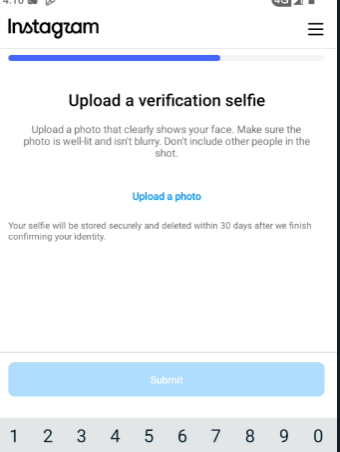 4:10
4G
Instagram
Upload a verification selfie
Upload a photo that clearly shows your face. Make sure the
photo is well-lit and isn't blurry. Don't include other people in the
shot.
Upload a photo
Your selfie will be stored securely and deleted within 30 days after we finish
confirming your identity.
Submit
1 2 3 4 5 6 7 8 9 0